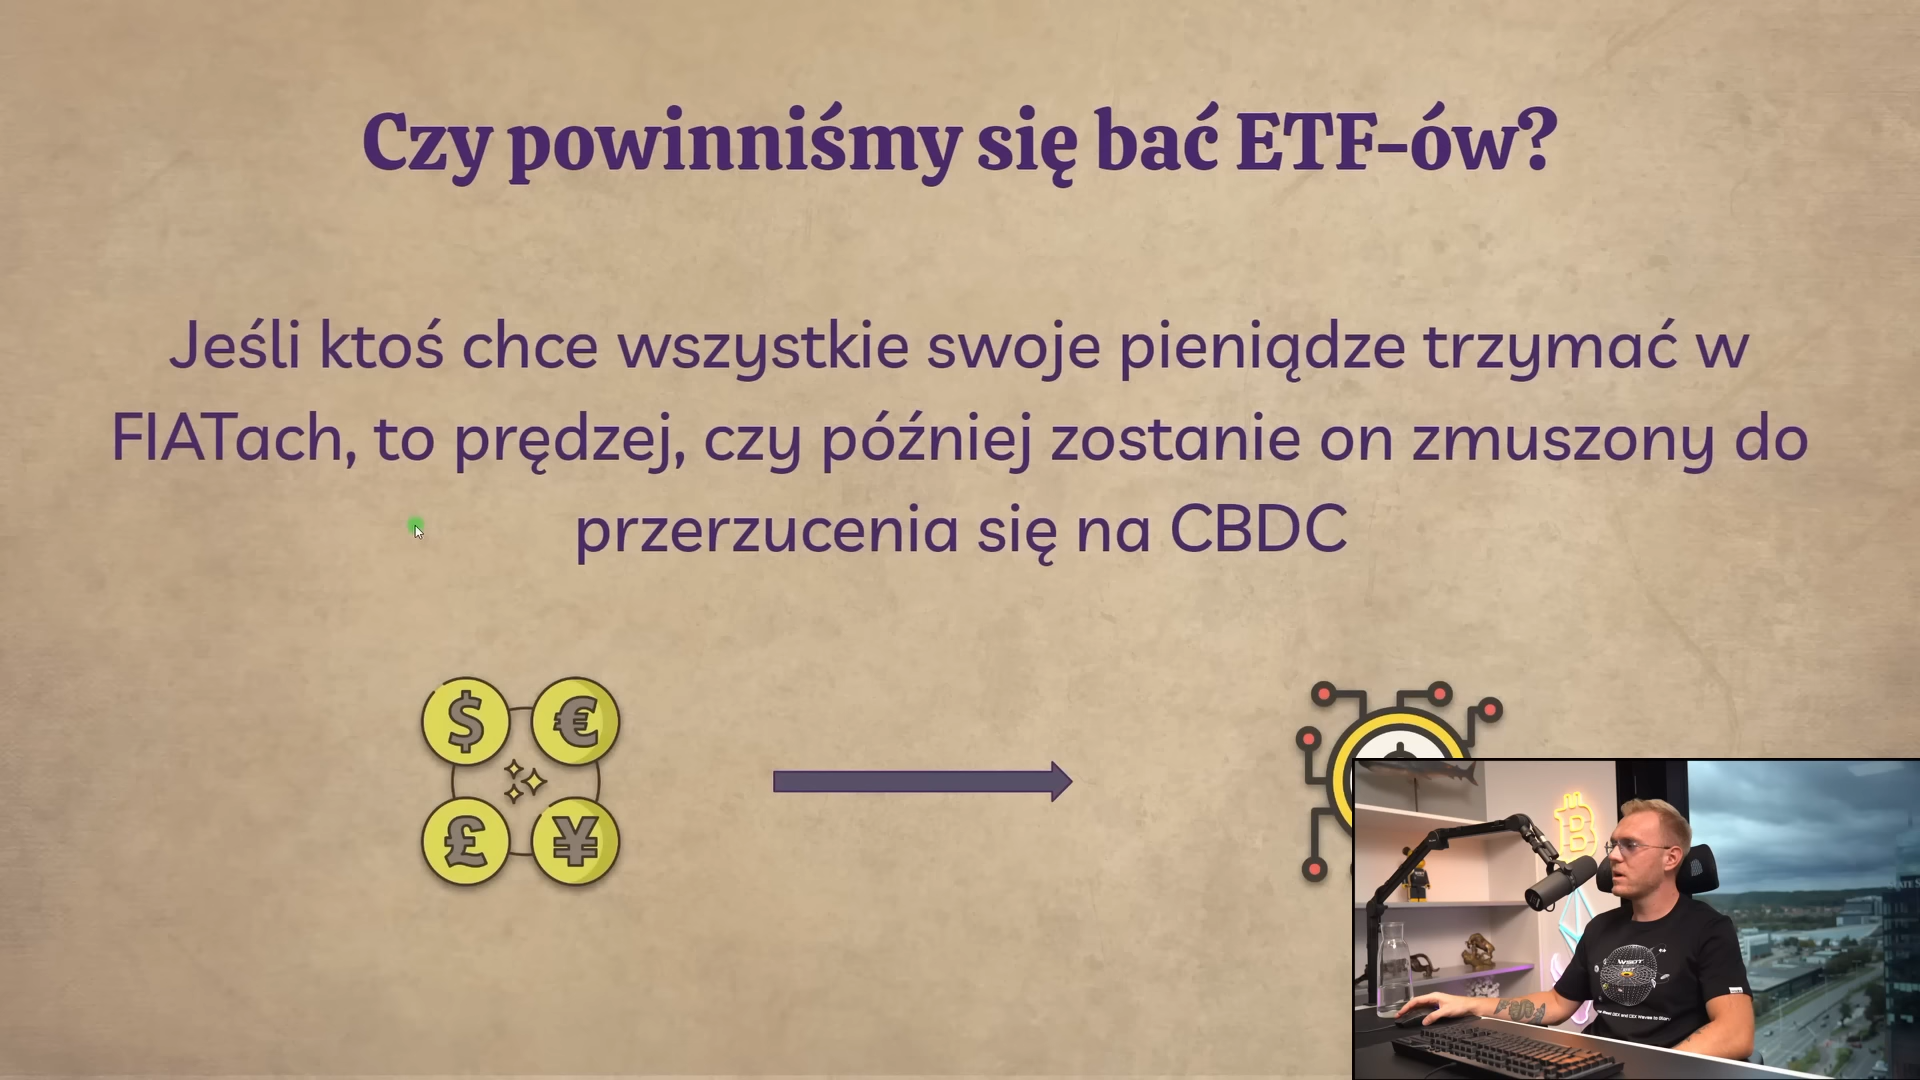 Czy powinniśmy się bać ETF-ów?
Jeśli ktoś chce wszystkie swoje pieniądze trzymać w
FIATach, to prędzej, czy później zostanie on zmuszony do
przerzucenia się na CBDC
$ €
£ ¥
WSOT